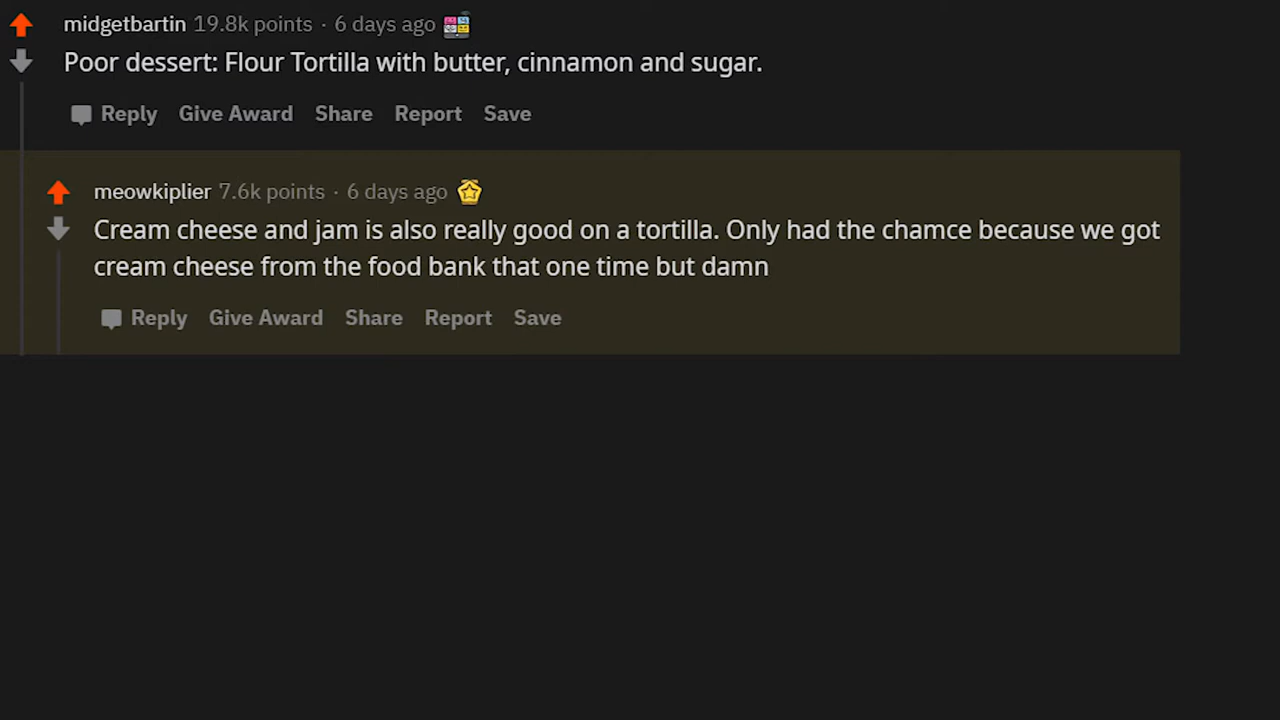 midgetbartin 19.8k points · 6 days ago
Poor dessert: Flour Tortilla with butter, cinnamon and sugar.
Reply Give Award Share Report Save
meowkiplier 7.6k points · 6 days ago
Cream cheese and jam is also really good on a tortilla. Only had the chamce because we got
cream cheese from the food bank that one time but damn
Reply Give Award Share Report Save